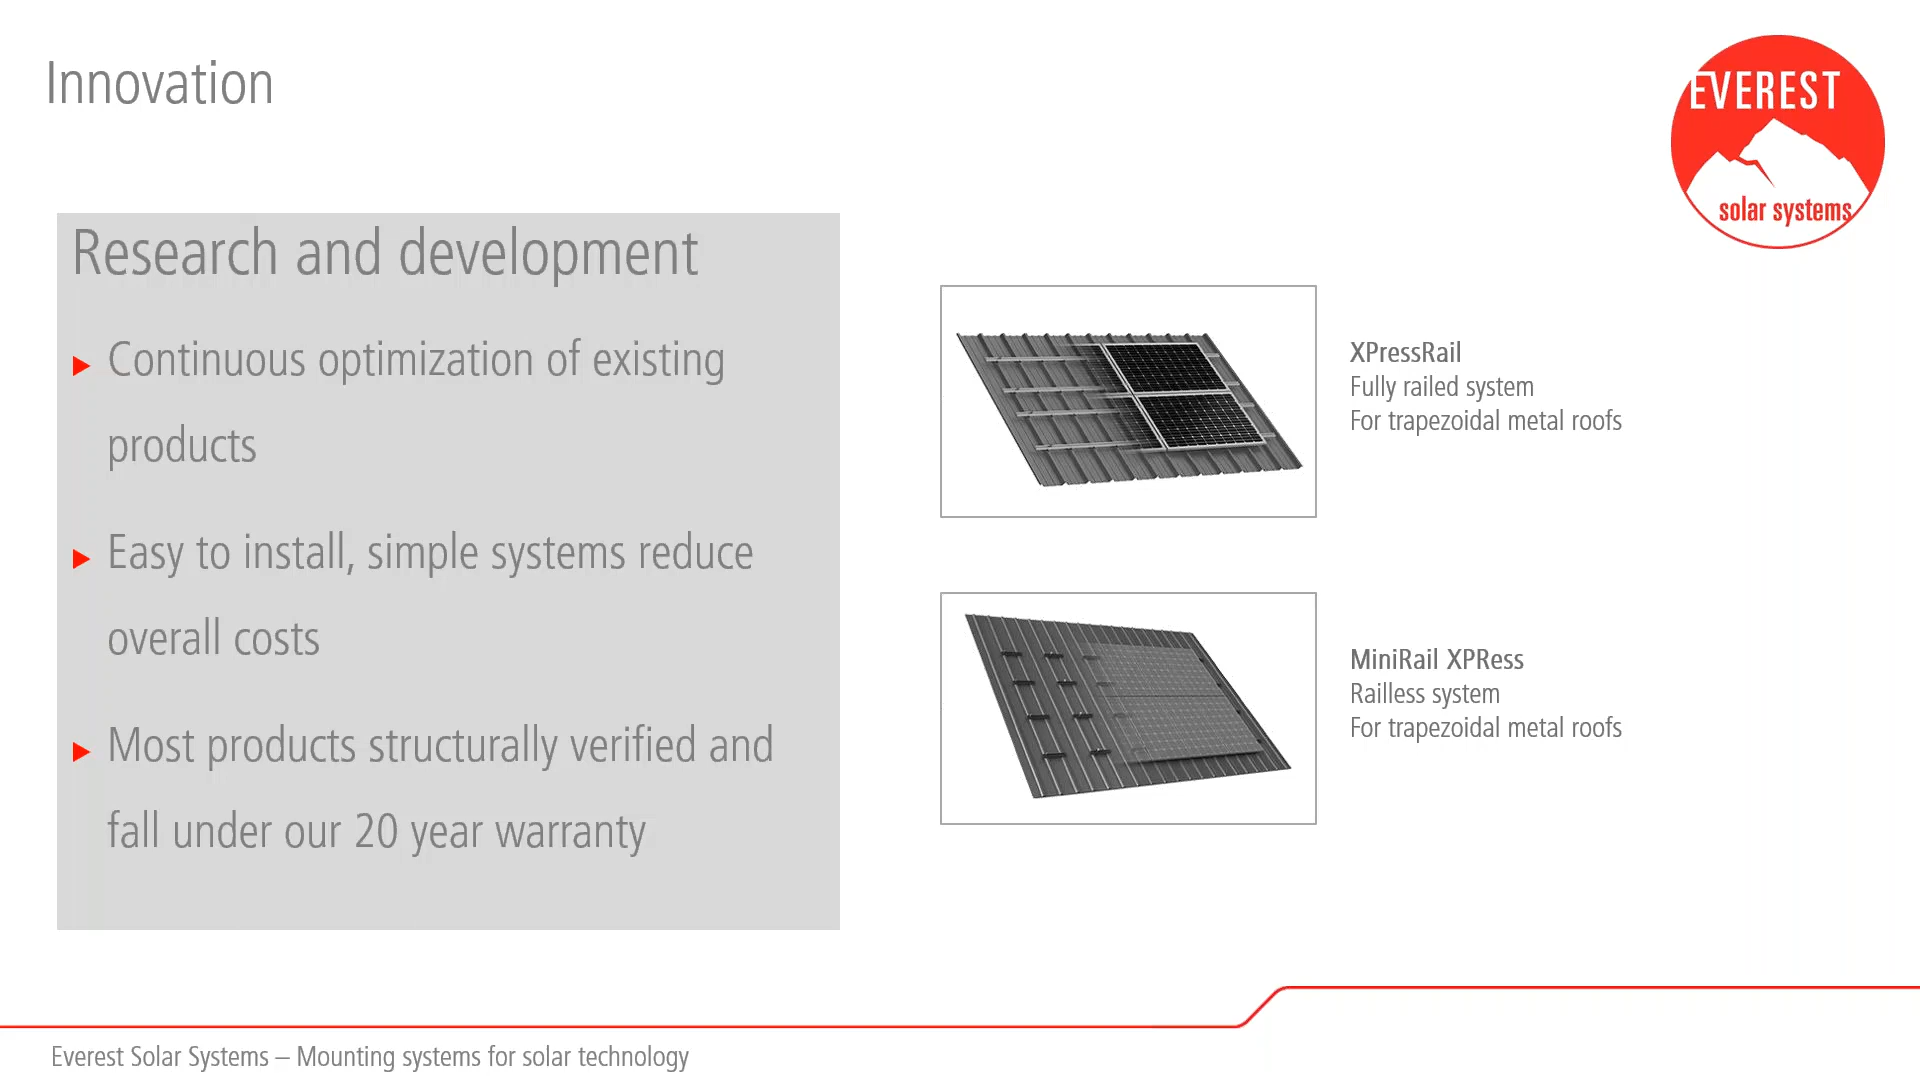 Innovation
EVEREST
solar systems
Research and development
Continuous optimization of existing
products
Easy to install, simple systems reduce
overall costs
Most products structurally verified and
fall under our 20 year warranty
XPressRail
Fully railed system
For trapezoidal metal roofs
MiniRail XPRess
Railless system
For trapezoidal metal roofs
Everest Solar Systems – Mounting systems for solar technology